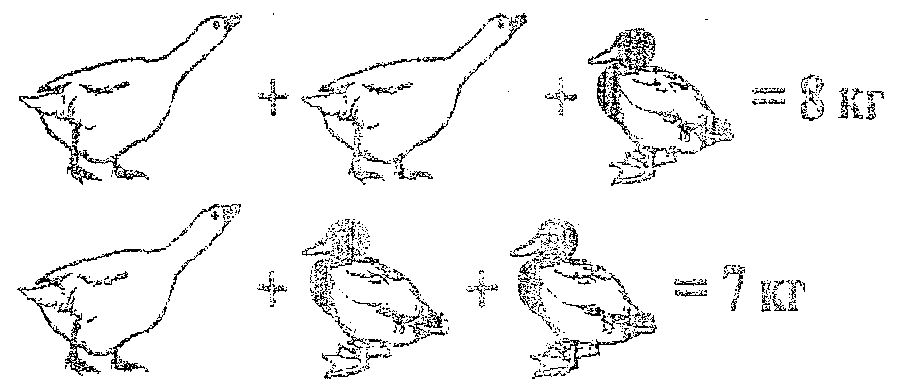 + + = 8 кг
+ + = 7 кг